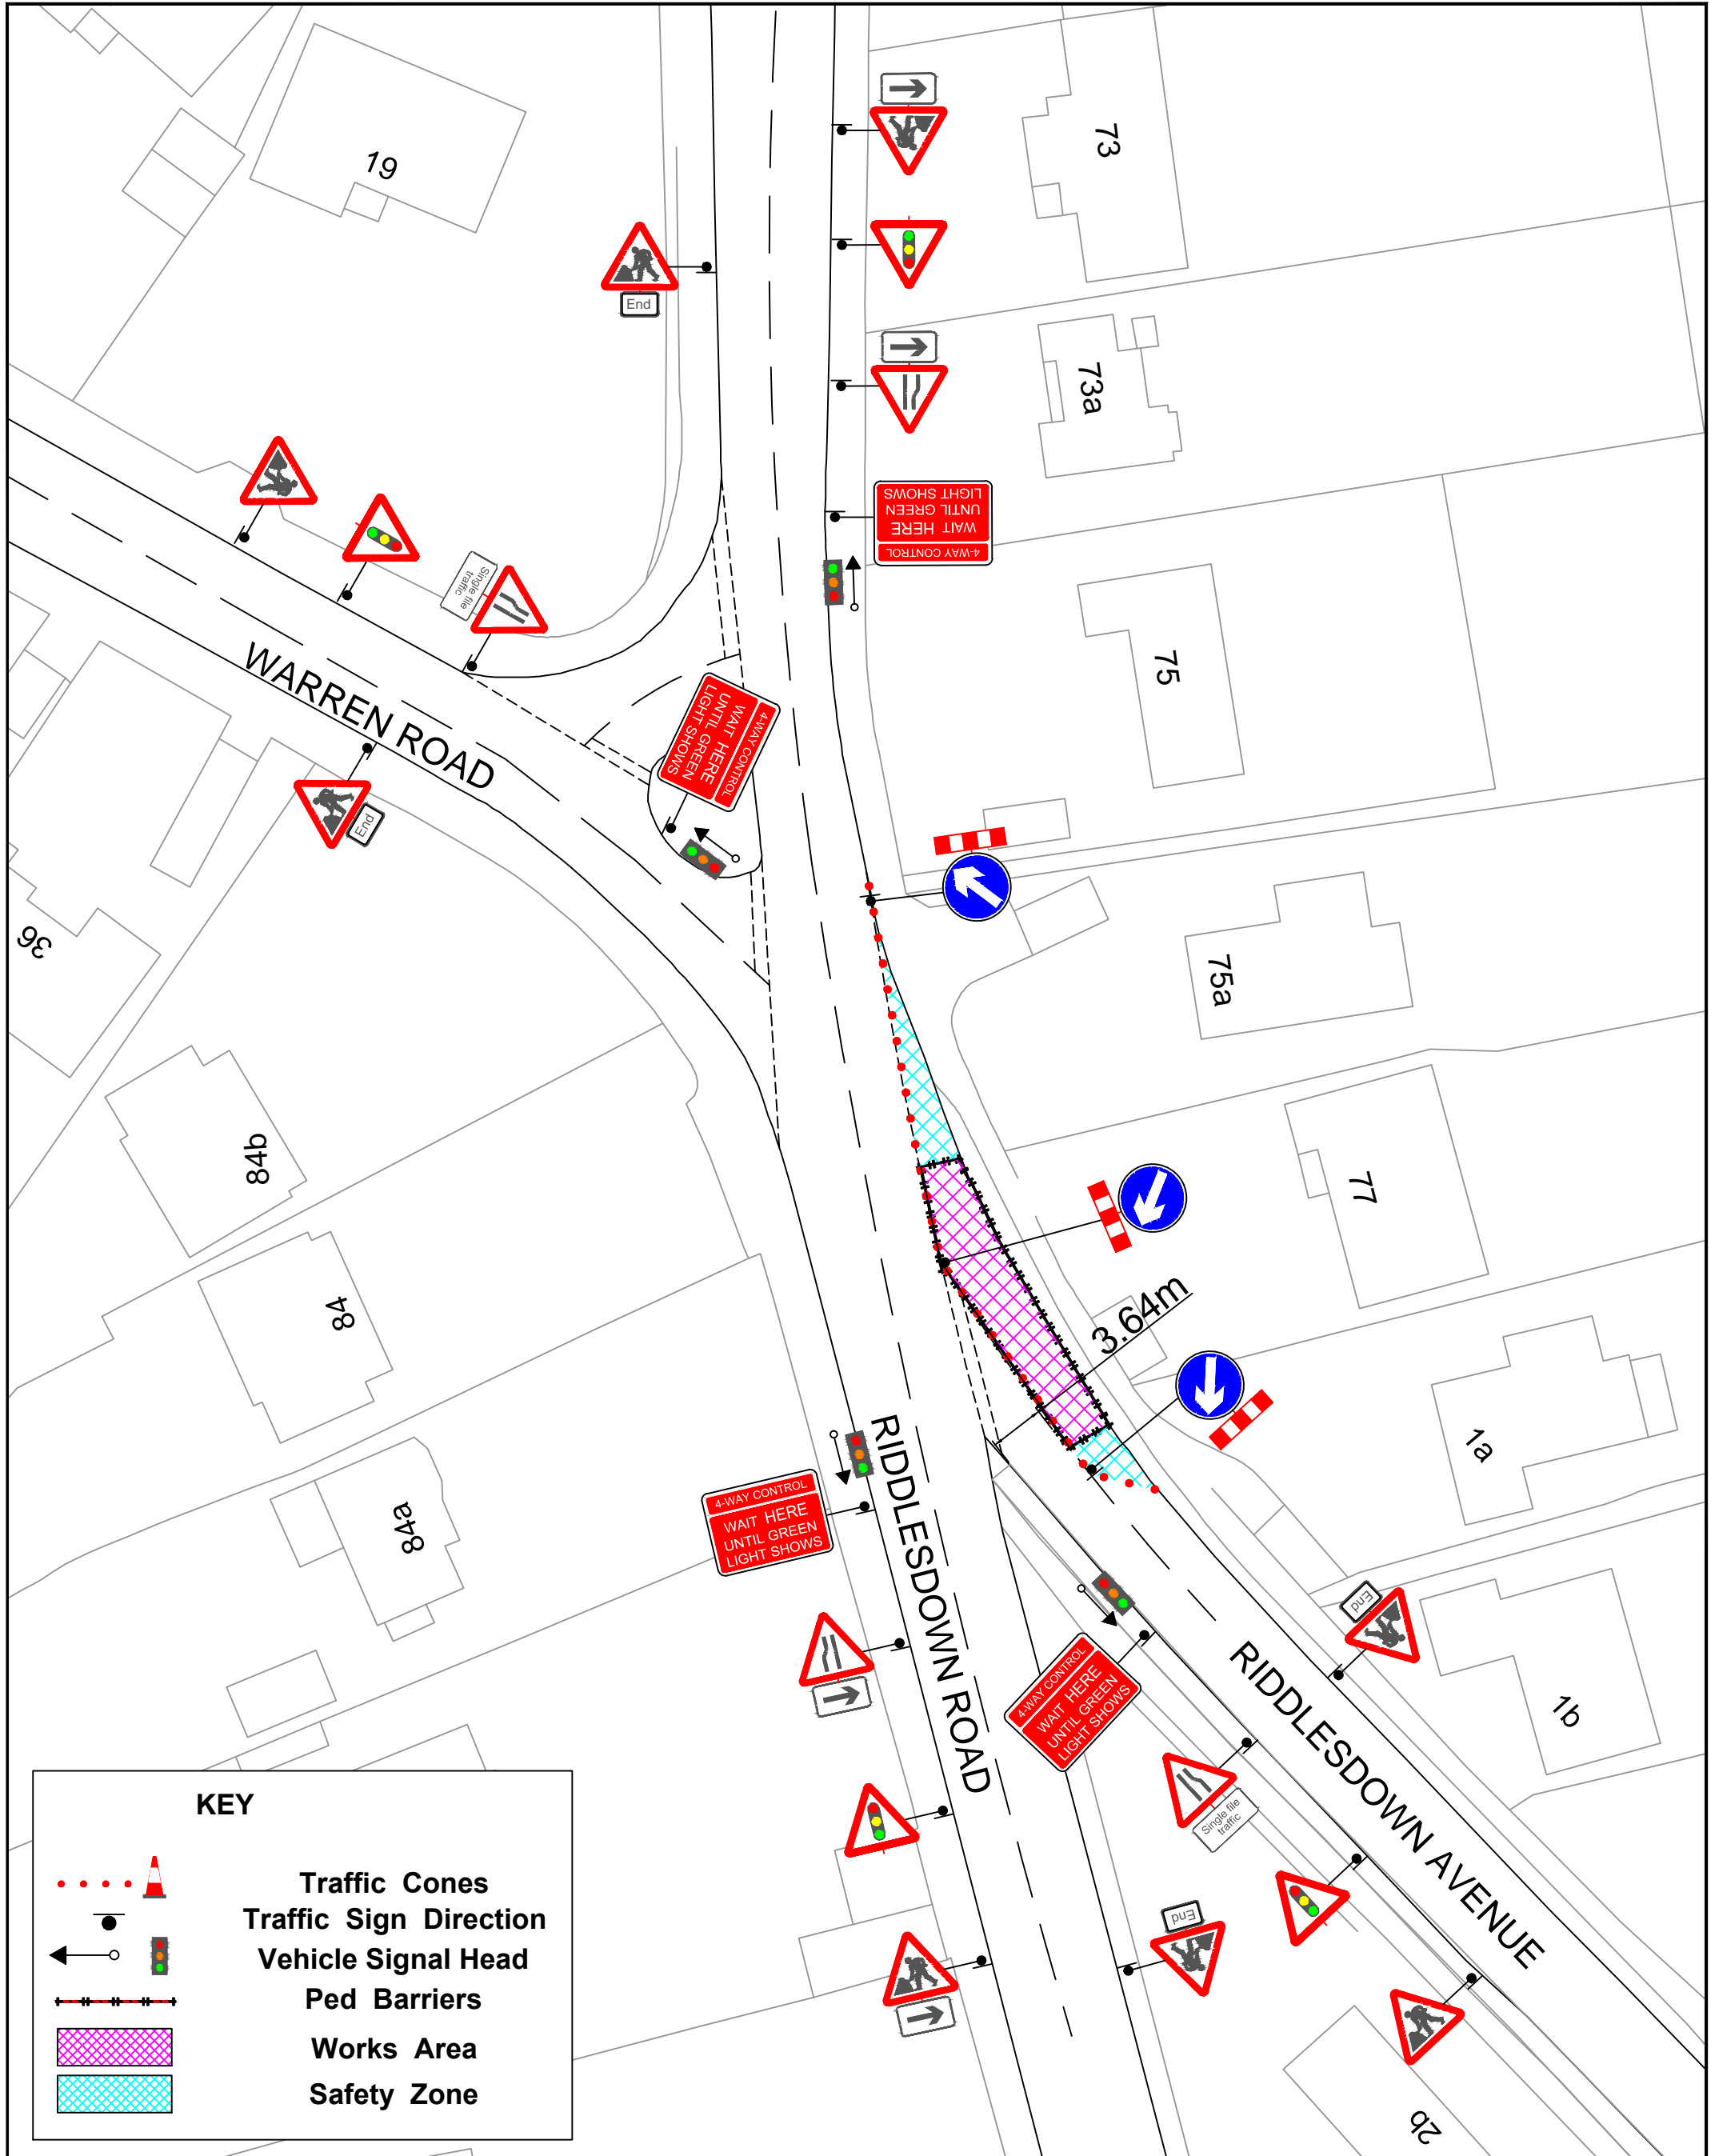 73
19
End
73a
4-WAY CONTROL
WAIT HERE
UNTIL GREEN
LIGHT SHOWS
Single file
traffic
75
WARREN ROAD
4-WAY CONTROL
WAIT HERE
UNTIL GREEN
LIGHT SHOWS
End
36
75a
84b
77
84
3.64m
1a
84a
RIDDLESDOWN ROAD
4-WAY CONTROL
WAIT HERE
UNTIL GREEN
LIGHT SHOWS
End
1b
4-WAY CONTROL
WAIT HERE
UNTIL GREEN
LIGHT SHOWS
RIDDLESDOWN AVENUE
Single file
traffic
End
2b
KEY
Traffic Cones
Traffic Sign Direction
Vehicle Signal Head
Ped Barriers
Works Area
Safety Zone